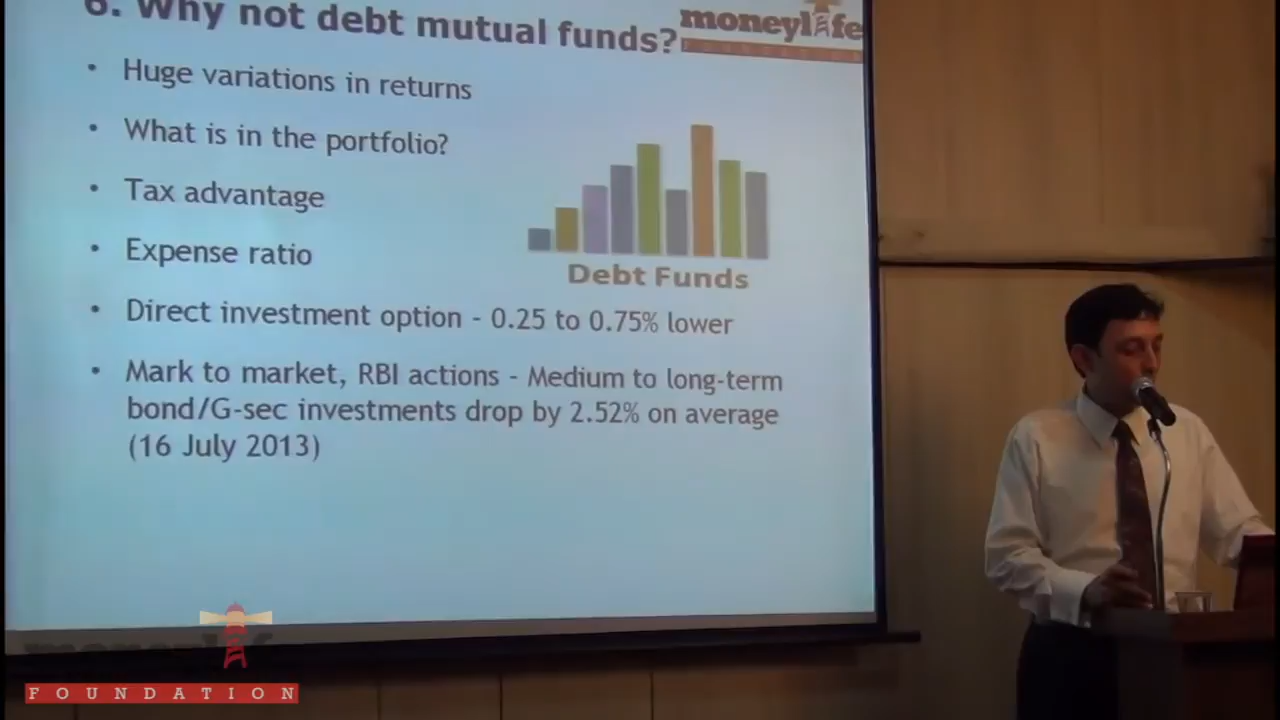 6. Why not debt mutual funds?
moneylife
FOUNDATION
• Huge variations in returns
• What is in the portfolio?
• Tax advantage
• Expense ratio
Debt Funds
• Direct investment option - 0.25 to 0.75% lower
• Mark to market, RBI actions - Medium to long-term
bond/G-sec investments drop by 2.52% on average
(16 July 2013)
FOUNDATION